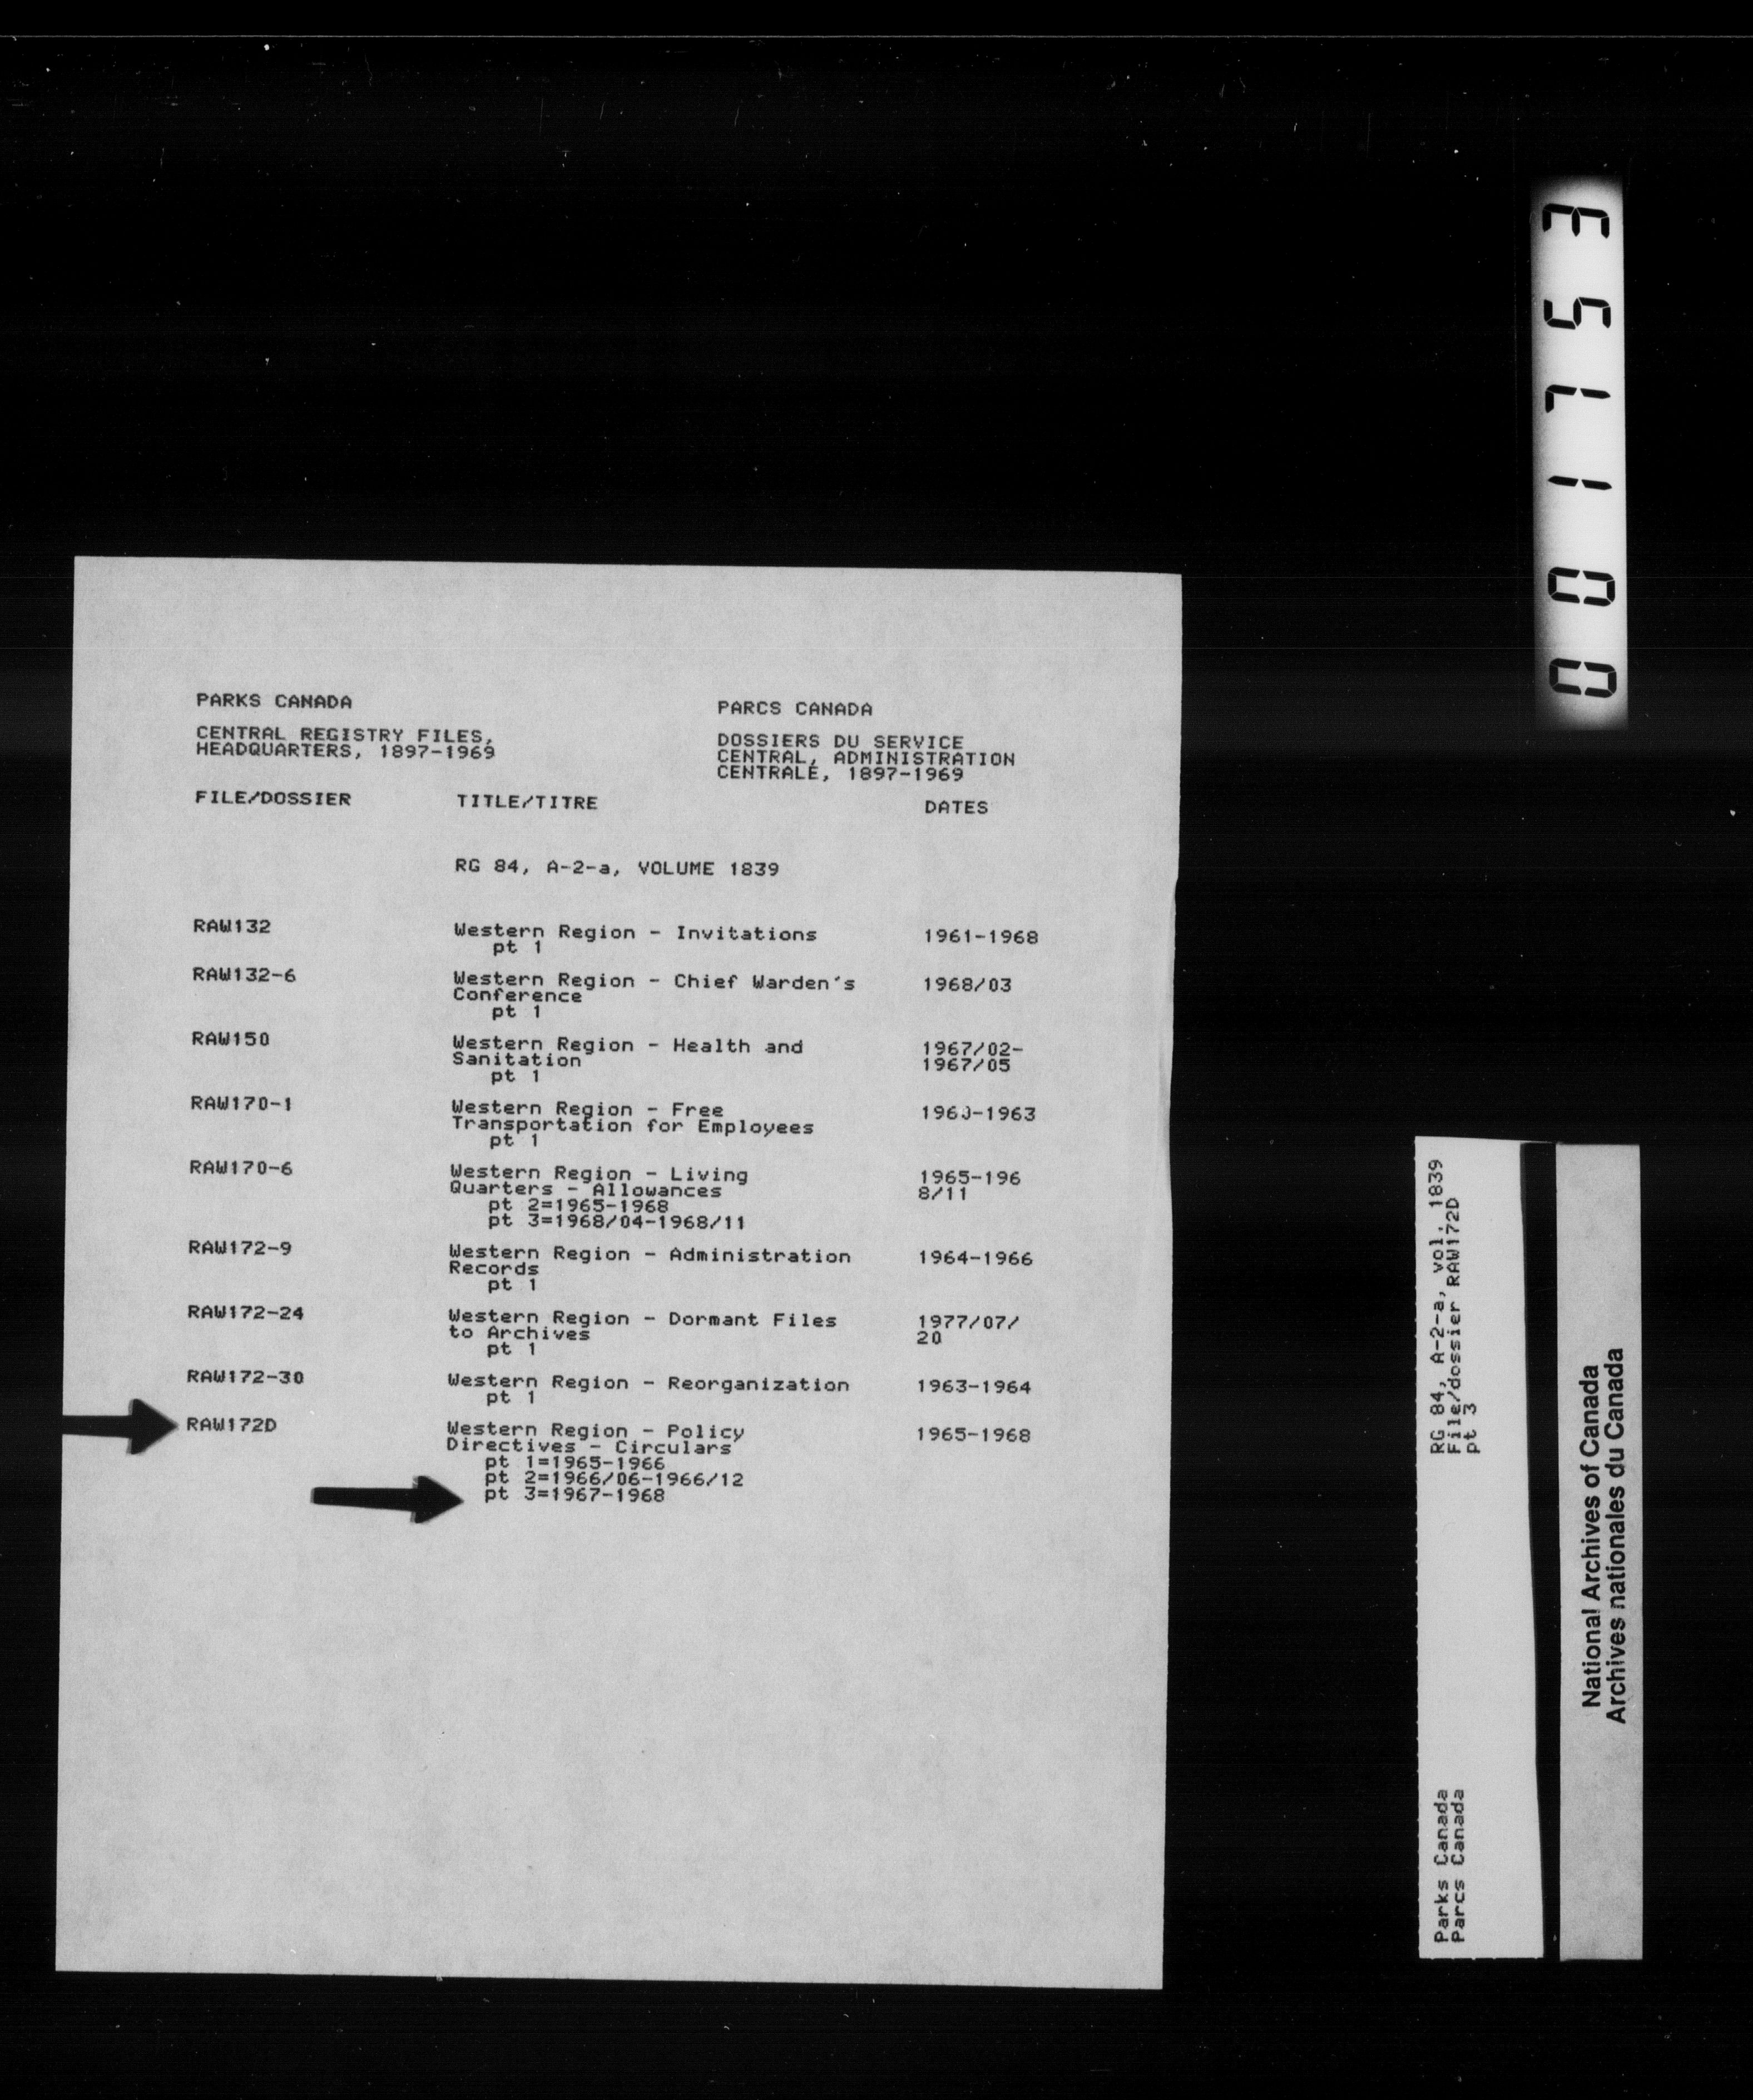 PARKS CANADA
PARCS CANADA
CENTRAL REGISTRY FILES,
HEADQUARTERS, 1897-1969
DOSSIERS DU SERVICE
CENTRAL, ADMINISTRATION
CENTRALE, 1897-1969
FILE/DOSSIER TITLE/TITRE DATES
RG 84, A-2-a, VOLUME 1839
RAW132 Western Region - Invitations 1961-1968
pt 1
RAW132-6 Western Region - Chief Warden's 1968/03
Conference
pt 1
RAW150 Western Region - Health and 1967/02-
Sanitation 1967/05
pt 1
RAW170-1 Western Region - Free 1960-1963
Transportation for Employees
pt 1
RAW170-6 Western Region - Living 1965-196
Quarters - Allowances 8/11
pt 2=1965-1968
pt 3=1968/04-1968/11
RAW172-9 Western Region - Administration 1964-1966
Records
pt 1
RAW172-24 Western Region - Dormant Files 1977/07/
to Archives 20
pt 1
RAW172-30 Western Region - Reorganization 1963-1964
pt 1
RAW172D Western Region - Policy 1965-1968
Directives - Circulars
pt 1=1965-1966
pt 2=1966/06-1966/12
pt 3=1967-1968
001753
RG 84, A-2-a, vol. 1839
File/dossier RAW172D
pt 3
Parks Canada
Parcs Canada
National Archives of Canada
Archives nationales du Canada